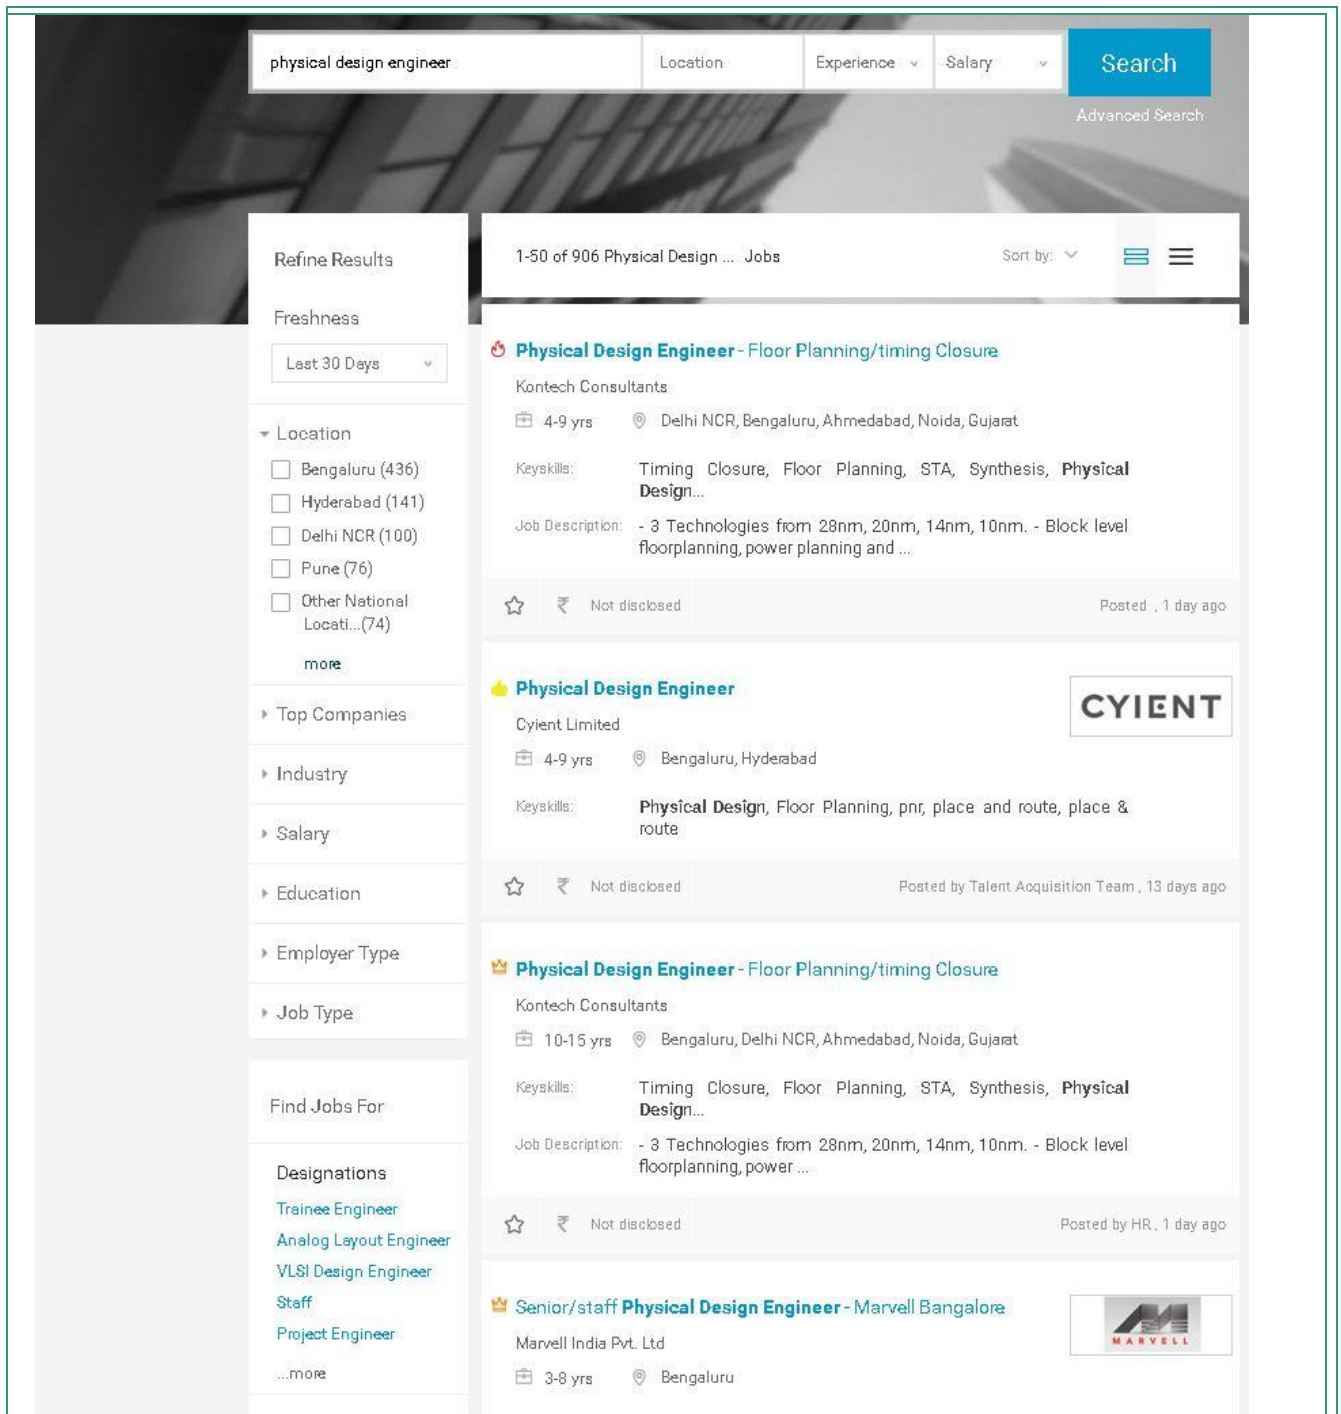 physical design engineer
Location
Experience
Salary
Search
Advanced Search
Refine Results
Freshness
Last 30 Days
Location
Bengaluru (436)
Hyderabad (141)
Delhi NCR (100)
Pune (76)
Other National
Locati...(74)
more
Top Companies
Industry
Salary
Education
Employer Type
Job Type
Find Jobs For
Designations
Trainee Engineer
Analog Layout Engineer
VLSI Design Engineer
Staff
Project Engineer
...more
1-50 of 906 Physical Design ... Jobs
Sort by:
Physical Design Engineer - Floor Planning/timing Closure
Kontech Consultants
4-9 yrs Delhi NCR, Bengaluru, Ahmedabad, Noida, Gujarat
Keyskills: Timing Closure, Floor Planning, STA, Synthesis, Physical
Design...
Job Description: - 3 Technologies from 28nm, 20nm, 14nm, 10nm. - Block level
floorplanning, power planning and ...
₹ Not disclosed Posted , 1 day ago
Physical Design Engineer
CYIENT
Cyient Limited
4-9 yrs Bengaluru, Hyderabad
Keyskills: Physical Design, Floor Planning, pnr, place and route, place &
route
₹ Not disclosed Posted by Talent Acquisition Team , 13 days ago
Physical Design Engineer - Floor Planning/timing Closure
Kontech Consultants
10-15 yrs Bengaluru, Delhi NCR, Ahmedabad, Noida, Gujarat
Keyskills: Timing Closure, Floor Planning, STA, Synthesis, Physical
Design...
Job Description: - 3 Technologies from 28nm, 20nm, 14nm, 10nm. - Block level
floorplanning, power ...
₹ Not disclosed Posted by HR , 1 day ago
Senior/staff Physical Design Engineer - Marvell Bangalore
MARVELL
Marvell India Pvt. Ltd
3-8 yrs Bengaluru